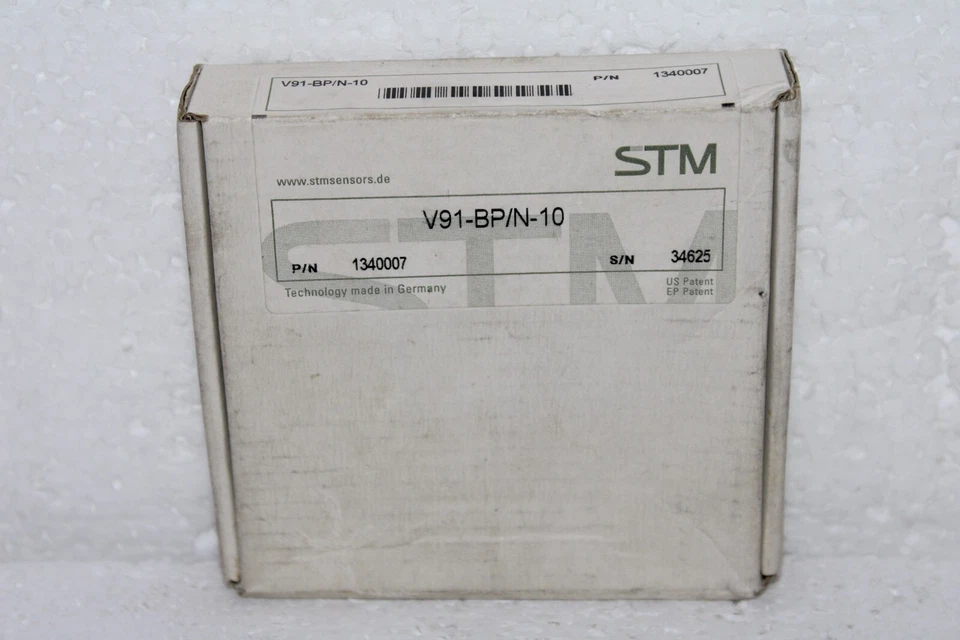 V91-BP/N-10 P/N 1340007
www.stmsensors.de STM
V91-BP/N-10
P/N 1340007 S/N 34625
STM
Technology made in Germany US Patent
EP Patent